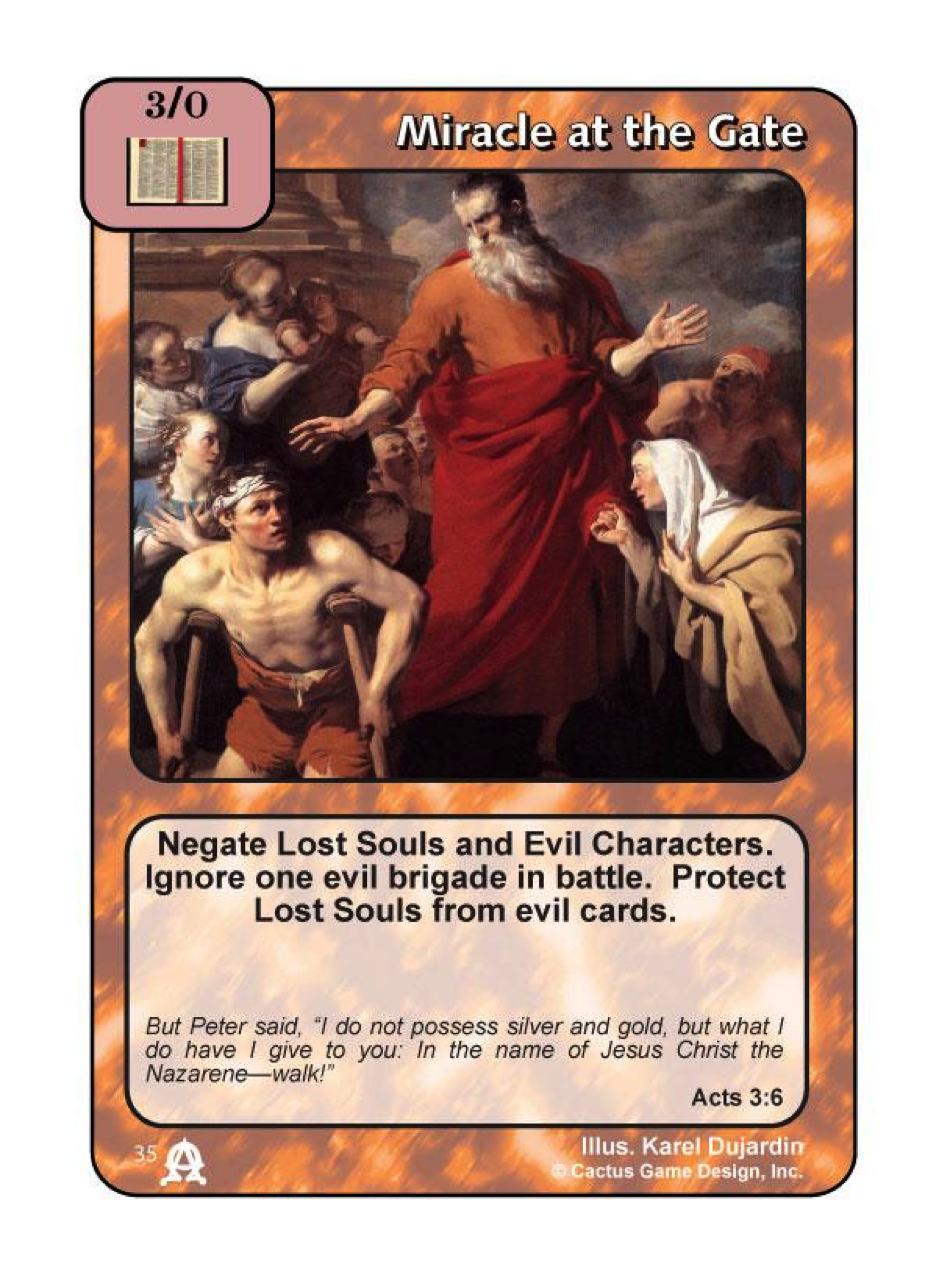 3/0
Miracle at the Gate
Negate Lost Souls and Evil Characters.
Ignore one evil brigade in battle. Protect
Lost Souls from evil cards.
But Peter said, “I do not possess silver and gold, but what I
do have I give to you: In the name of Jesus Christ the
Nazarene—walk!”
Acts 3:6
35
Illus. Karel Dujardin
© Cactus Game Design, Inc.